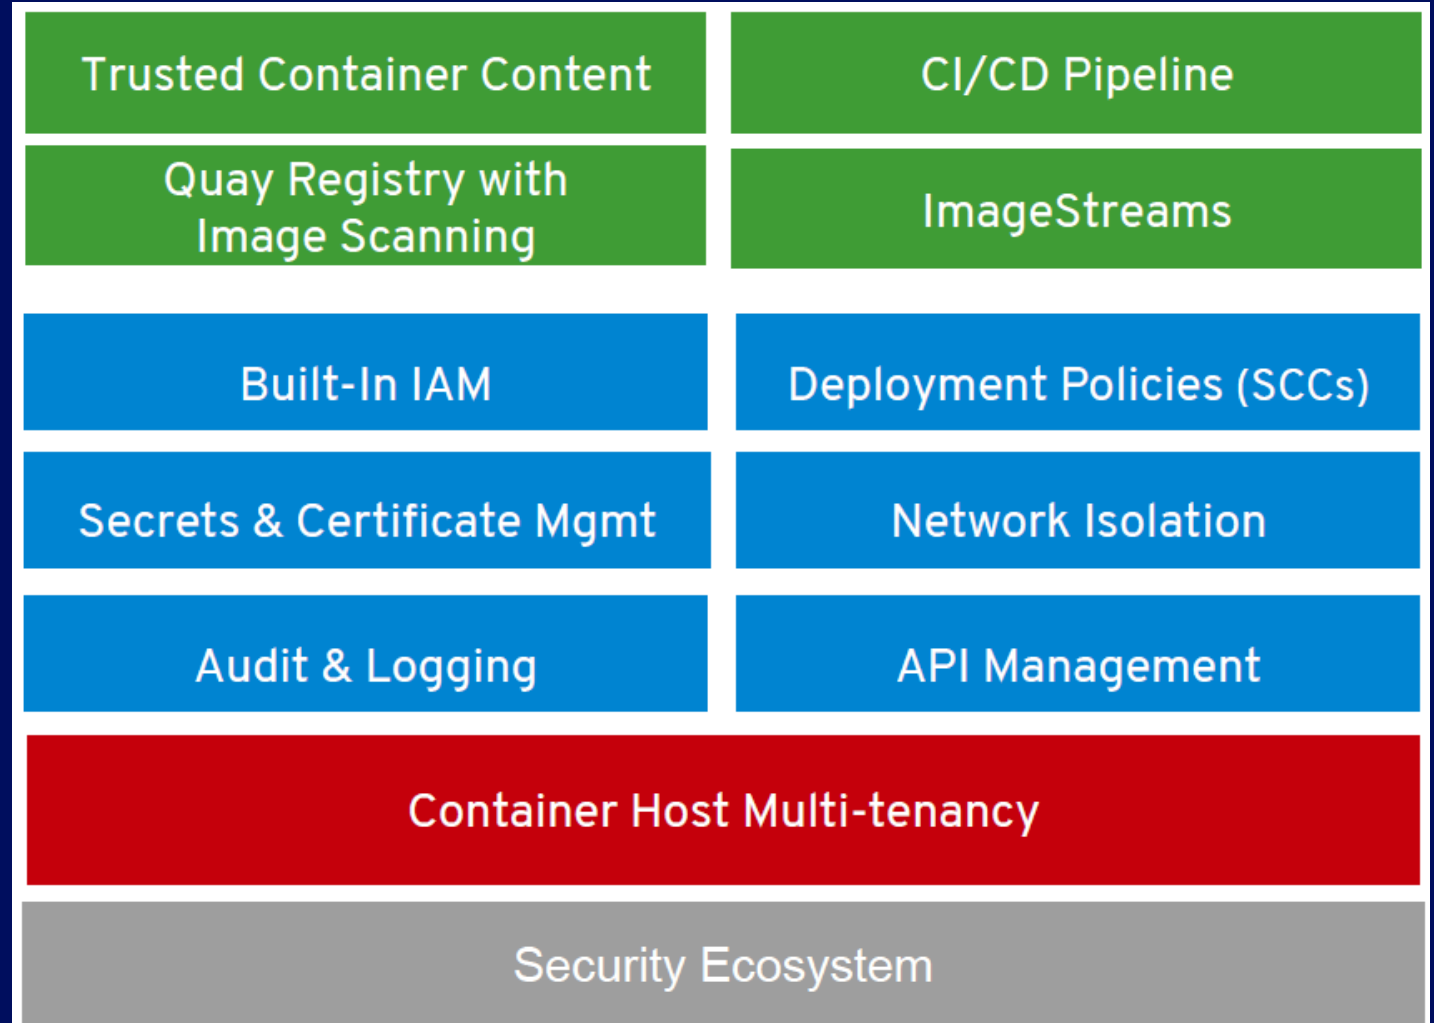 Trusted Container Content
CI/CD Pipeline
Quay Registry with
Image Scanning
ImageStreams
Built-In IAM
Deployment Policies (SCCs)
Secrets & Certificate Mgmt
Network Isolation
Audit & Logging
API Management
Container Host Multi-tenancy
Security Ecosystem